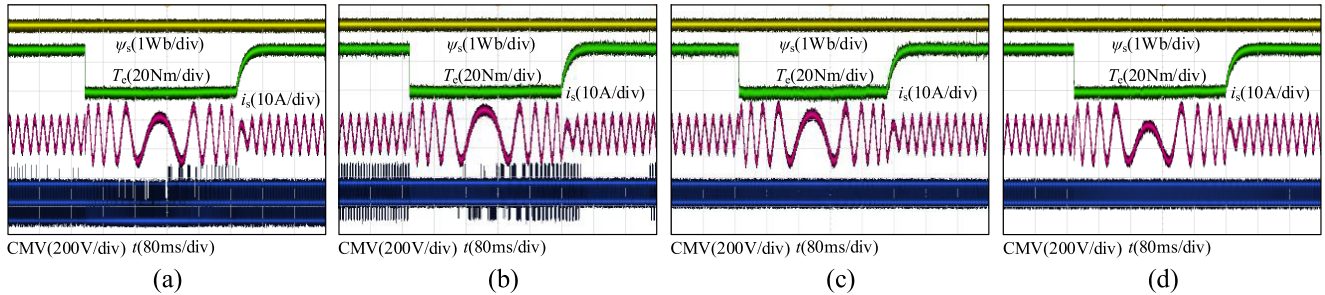 ψs(1Wb/div) ψs(1Wb/div) ψs(1Wb/div) ψs(1Wb/div)
Te(20Nm/div) Te(20Nm/div) Te(20Nm/div) Te(20Nm/div)
is(10A/div) is(10A/div) is(10A/div) is(10A/div)
CMV(200V/div) t(80ms/div) CMV(200V/div) t(80ms/div) CMV(200V/div) t(80ms/div) CMV(200V/div) t(80ms/div)
(a) (b) (c) (d)